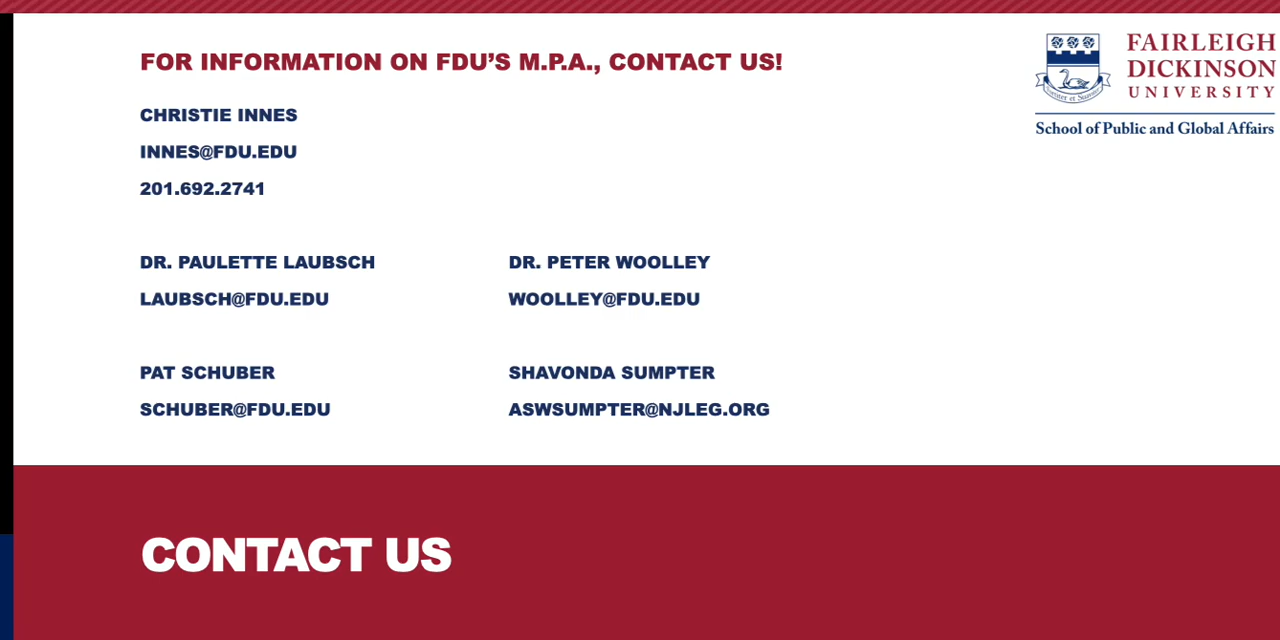 FOR INFORMATION ON FDU'S M.P.A., CONTACT US!
CHRISTIE INNES
INNES@FDU.EDU
201.692.2741
DR. PAULETTE LAUBSCH
LAUBSCH@FDU.EDU
DR. PETER WOOLLEY
WOOLLEY@FDU.EDU
PAT SCHUBER
SCHUBER@FDU.EDU
SHAVONDA SUMPTER
ASWSUMPTER@NJLEG.ORG
FAIRLEIGH
DICKINSON
UNIVERSITY
School of Public and Global Affairs
CONTACT US